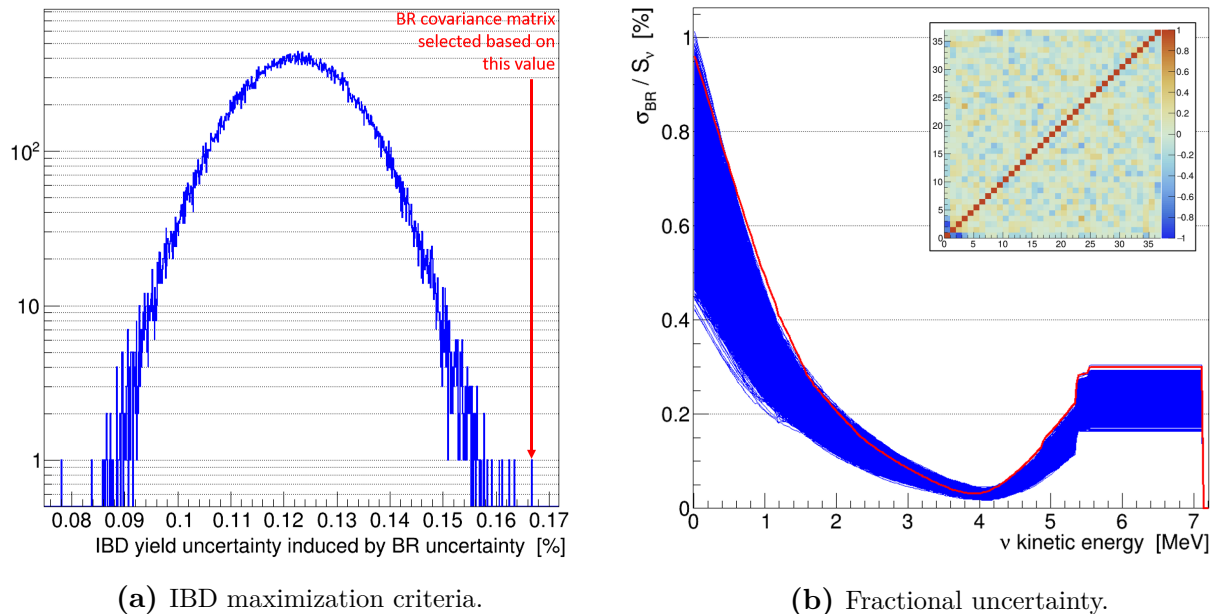 BR covariance matrix
selected based on
this value
10²
10
1
0.08 0.09 0.1 0.11 0.12 0.13 0.14 0.15 0.16 0.17
IBD yield uncertainty induced by BR uncertainty [%]
(a) IBD maximization criteria.
σ_BR / S_ν [%]
1
0.8
0.6
0.4
0.2
0
0 1 2 3 4 5 6 7
ν kinetic energy [MeV]
35
30
25
20
15
10
5
0
0 5 10 15 20 25 30 35
1
0.8
0.6
0.4
0.2
0
−0.2
−0.4
−0.6
−0.8
−1
(b) Fractional uncertainty.